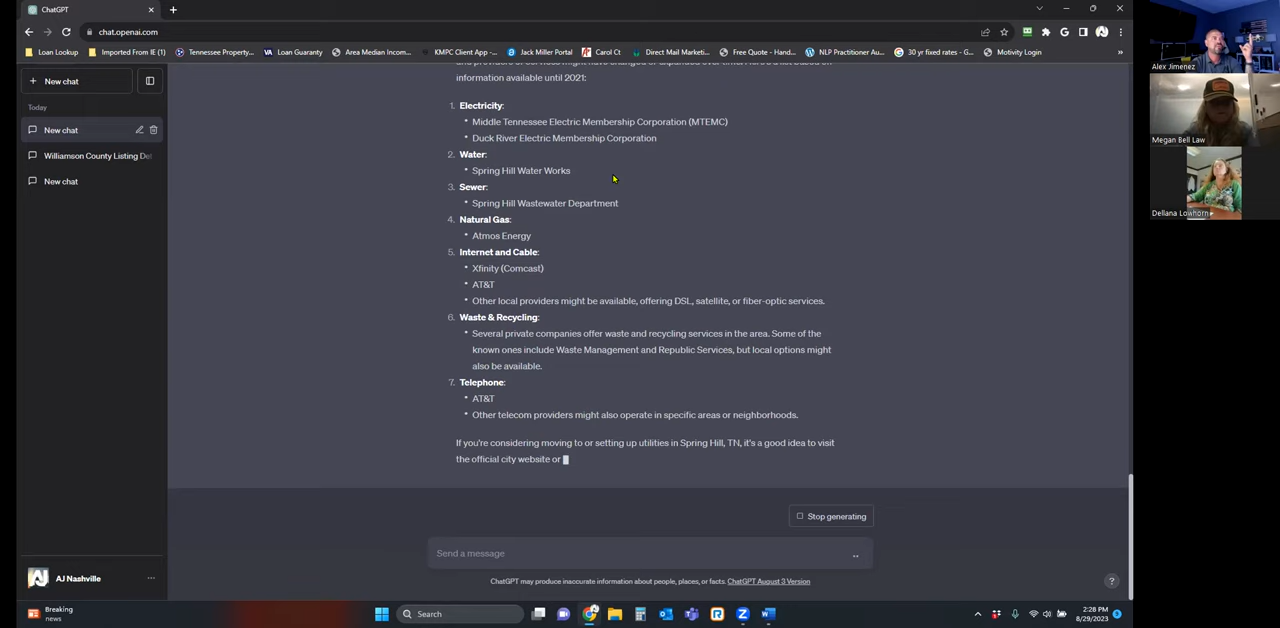 ChatGPT
chat.openai.com
Loan Lookup
Imported From IE (1)
Tennessee Property...
VA Loan Guaranty
Area Median Incom...
KMPC Client App -...
Jack Miller Portal
Carol Ct
Direct Mail Marketi...
Free Quote - Hand...
NLP Practitioner Au...
30 yr fixed rates - G...
Motivity Login
»
+ New chat
Today
New chat
Williamson County Listing De
New chat
information available until 2021:
1. Electricity:
• Middle Tennessee Electric Membership Corporation (MTEMC)
• Duck River Electric Membership Corporation
2. Water:
• Spring Hill Water Works
3. Sewer:
• Spring Hill Wastewater Department
4. Natural Gas:
• Atmos Energy
5. Internet and Cable:
• Xfinity (Comcast)
• AT&T
• Other local providers might be available, offering DSL, satellite, or fiber-optic services.
6. Waste & Recycling:
• Several private companies offer waste and recycling services in the area. Some of the
known ones include Waste Management and Republic Services, but local options might
also be available.
7. Telephone:
• AT&T
• Other telecom providers might also operate in specific areas or neighborhoods.
If you're considering moving to or setting up utilities in Spring Hill, TN, it's a good idea to visit
the official city website or
Stop generating
Send a message
ChatGPT may produce inaccurate information about people, places, or facts. ChatGPT August 3 Version
?
AJ Nashville
Breaking
news
Search
2:28 PM
8/29/2023
Alex Jimenez
Megan Bell Law
Dellana Lowhorn